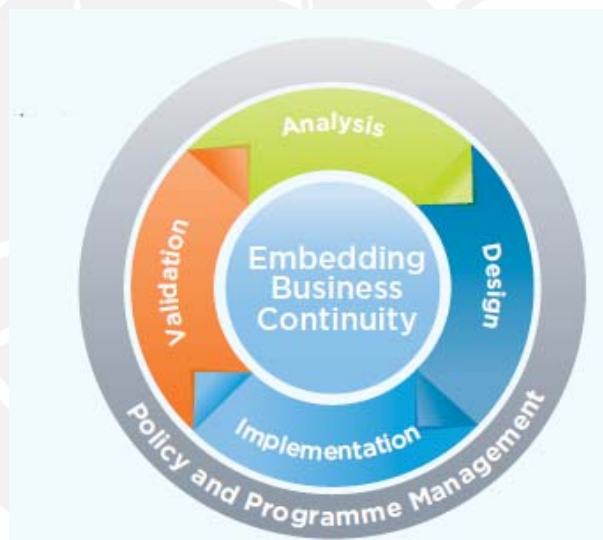 Analysis
Design
Implementation
Validation
Embedding
Business
Continuity
Policy and Programme Management